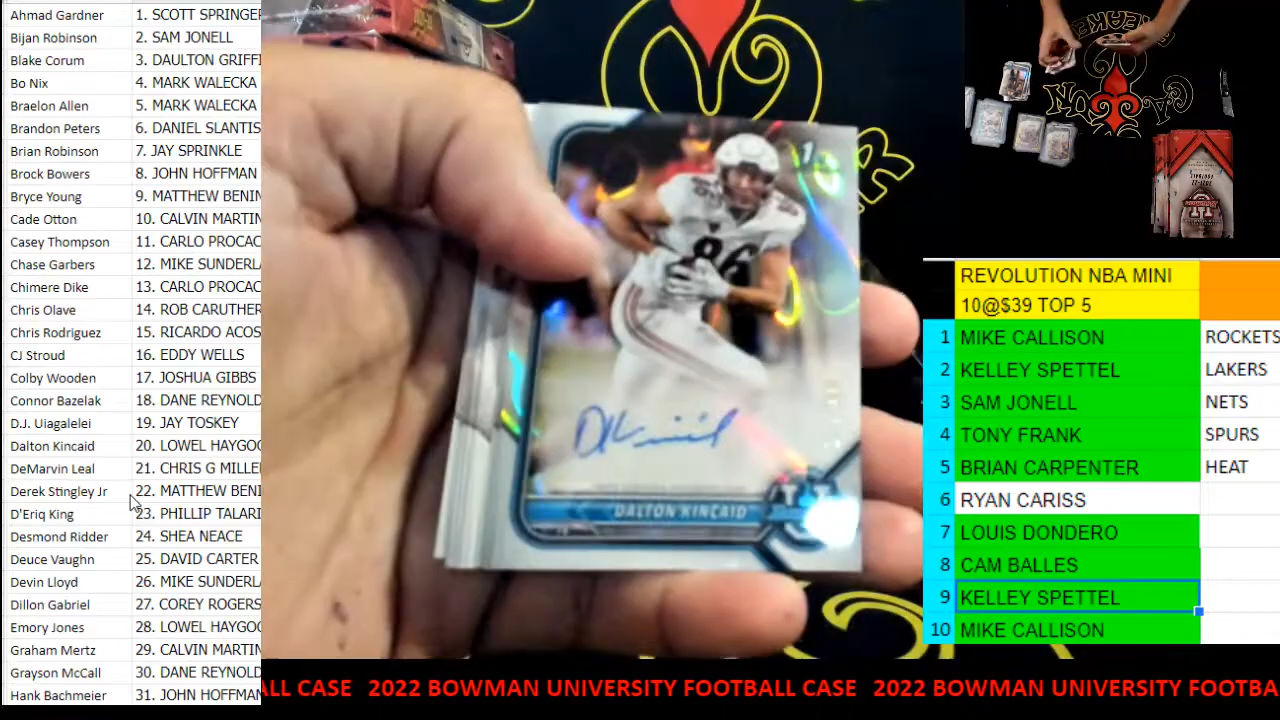 Ahmad Gardner 1. SCOTT SPRINGER
Bijan Robinson 2. SAM JONELL
Blake Corum 3. DAULTON GRIFFI
Bo Nix 4. MARK WALECKA
Braelon Allen 5. MARK WALECKA
Brandon Peters 6. DANIEL SLANTIS
Brian Robinson 7. JAY SPRINKLE
Brock Bowers 8. JOHN HOFFMAN
Bryce Young 9. MATTHEW BENIN
Cade Otton 10. CALVIN MARTIN
Casey Thompson 11. CARLO PROCAC
Chase Garbers 12. MIKE SUNDERLA
Chimere Dike 13. CARLO PROCAC
Chris Olave 14. ROB CARUTHER
Chris Rodriguez 15. RICARDO ACOS
CJ Stroud 16. EDDY WELLS
Colby Wooden 17. JOSHUA GIBBS
Connor Bazelak 18. DANE REYNOLD
D.J. Uiagalelei 19. JAY TOSKEY
Dalton Kincaid 20. LOWEL HAYGOO
DeMarvin Leal 21. CHRIS G MILLE
Derek Stingley Jr 22. MATTHEW BENI
D'Eriq King 23. PHILLIP TALARI
Desmond Ridder 24. SHEA NEACE
Deuce Vaughn 25. DAVID CARTER
Devin Lloyd 26. MIKE SUNDERLA
Dillon Gabriel 27. COREY ROGERS
Emory Jones 28. LOWEL HAYGOO
Graham Mertz 29. CALVIN MARTIN
Grayson McCall 30. DANE REYNOLD
Hank Bachmeier 31. JOHN HOFFMAN
86
DALTON KINCAID
REVOLUTION NBA MINI
10@$39 TOP 5
1 MIKE CALLISON ROCKETS
2 KELLEY SPETTEL LAKERS
3 SAM JONELL NETS
4 TONY FRANK SPURS
5 BRIAN CARPENTER HEAT
6 RYAN CARISS
7 LOUIS DONDERO
8 CAM BALLES
9 KELLEY SPETTEL
10 MIKE CALLISON
ALL CASE 2022 BOWMAN UNIVERSITY FOOTBALL CASE 2022 BOWMAN UNIVERSITY FOOTBA